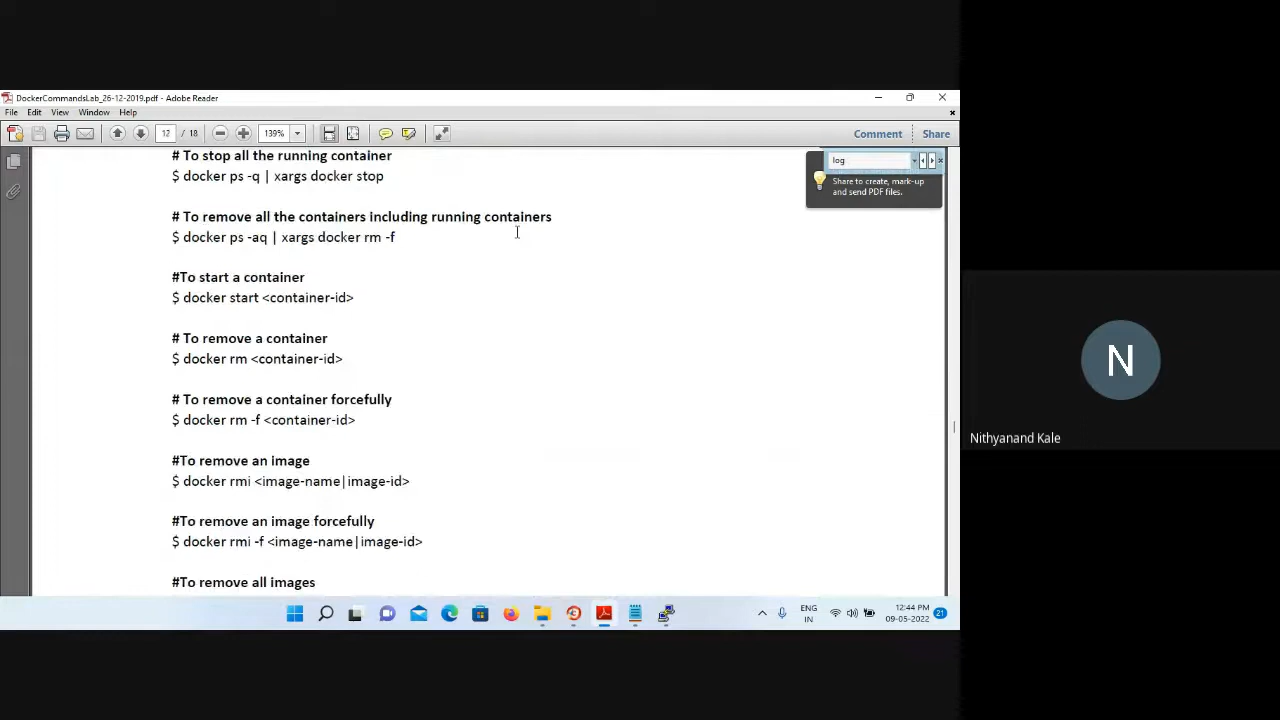 DockerCommandsLab_26-12-2019.pdf - Adobe Reader
File Edit View Window Help
12 / 18 139% Comment Share
log
Share to create, mark-up
and send PDF files.
# To stop all the running container
$ docker ps -q | xargs docker stop
# To remove all the containers including running containers
$ docker ps -aq | xargs docker rm -f
#To start a container
$ docker start <container-id>
# To remove a container
$ docker rm <container-id>
# To remove a container forcefully
$ docker rm -f <container-id>
#To remove an image
$ docker rmi <image-name|image-id>
#To remove an image forcefully
$ docker rmi -f <image-name|image-id>
#To remove all images
ENG
IN
12:44 PM
09-05-2022
21
N
Nithyanand Kale